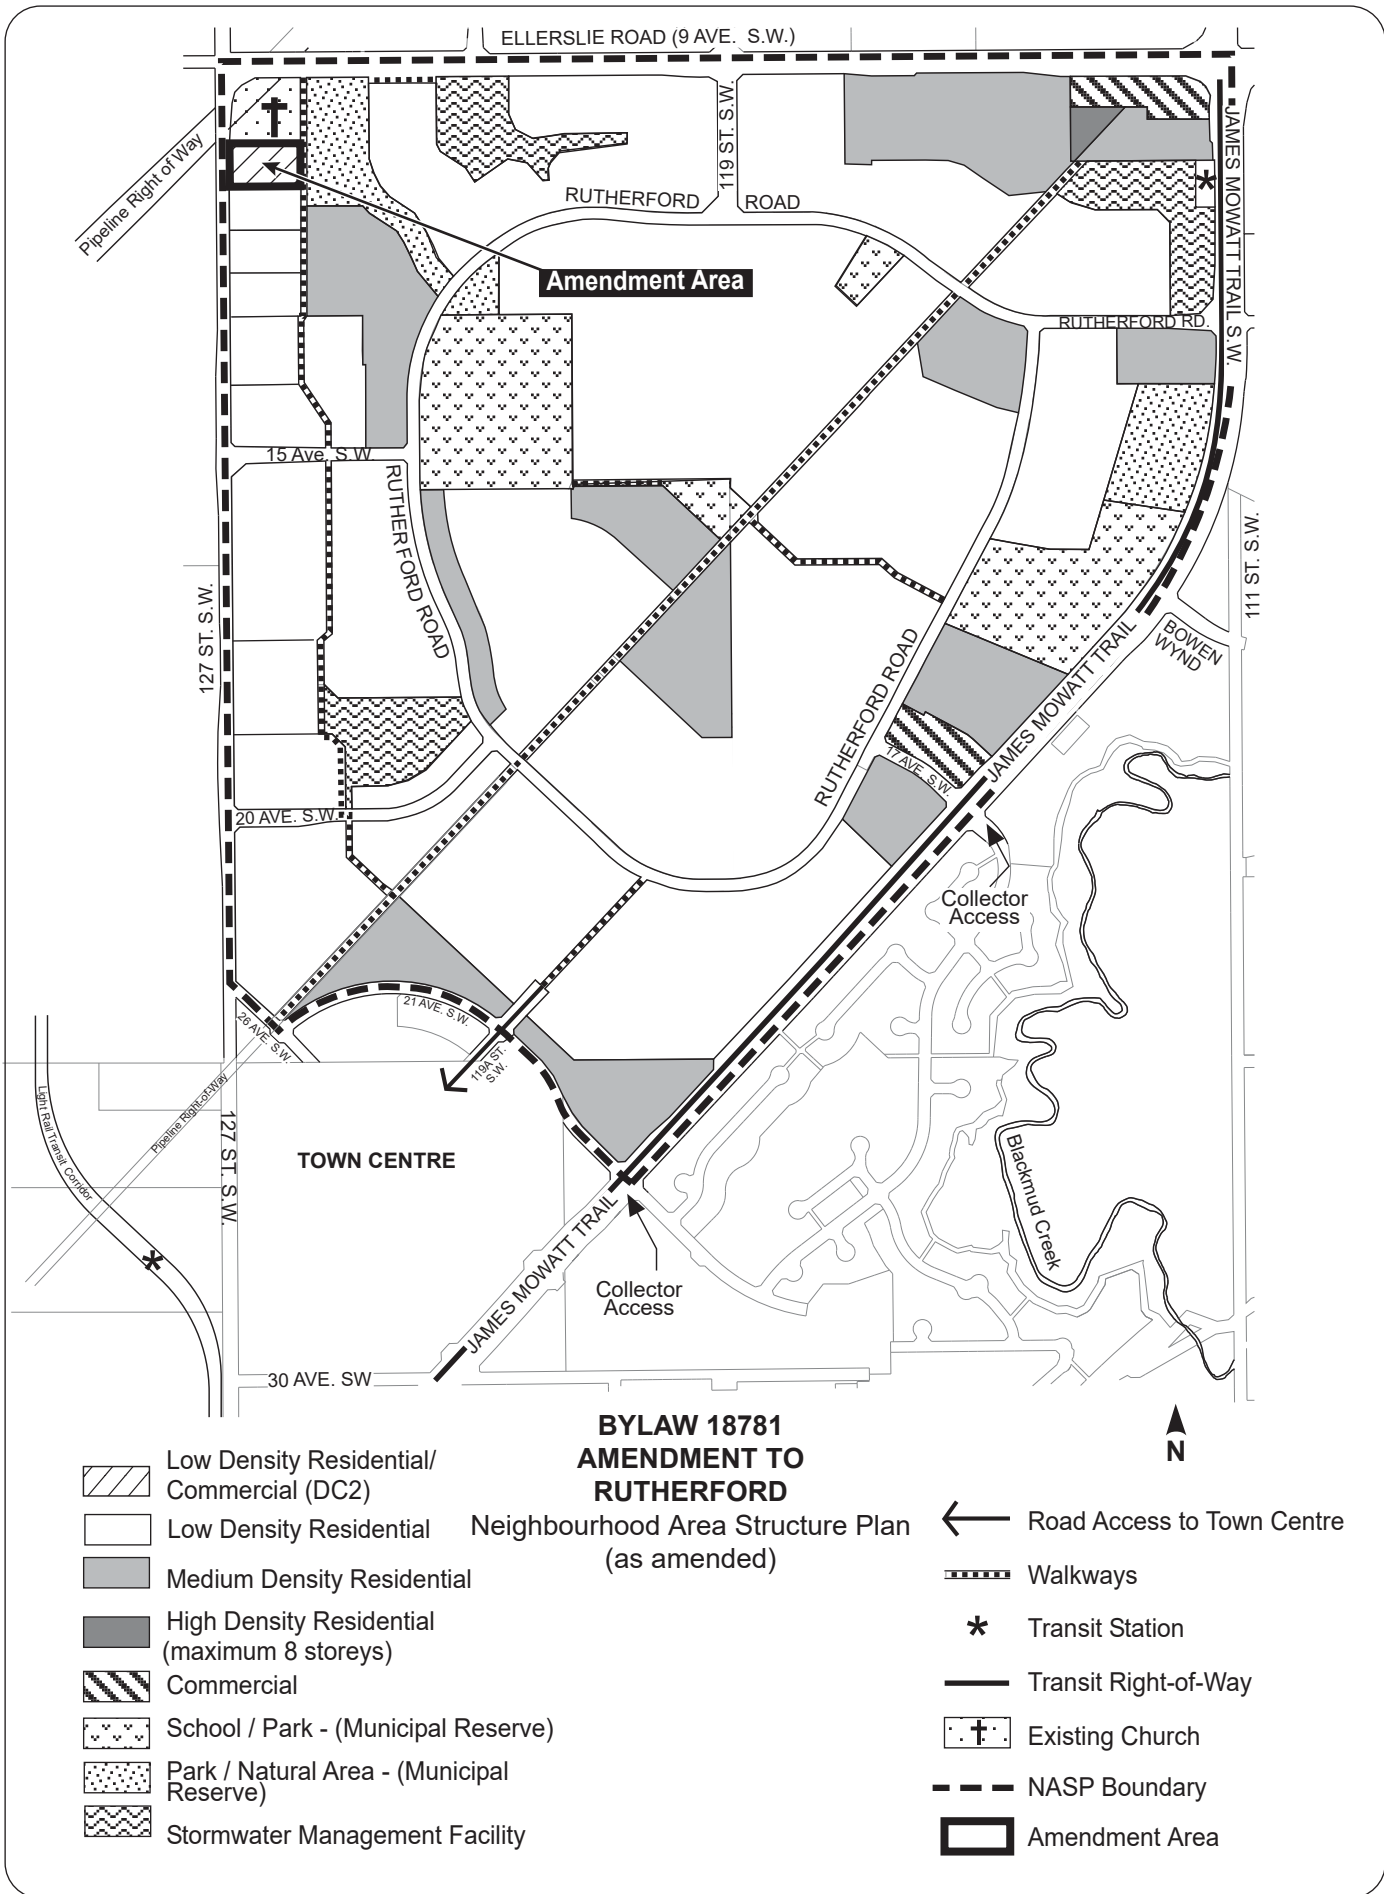 ELLERSLIE ROAD (9 AVE. S.W.)
Pipeline Right of Way
119 ST. S.W.
JAMES MOWATT TRAIL S.W.
RUTHERFORD ROAD
Amendment Area
RUTHERFORD RD.
15 Ave. S.W.
RUTHERFORD ROAD
127 ST. S.W.
111 ST. S.W.
BOWEN
WYND
RUTHERFORD ROAD
JAMES MOWATT TRAIL
17 AVE. S.W.
JAMES MOWATT TRAIL
20 AVE. S.W.
Collector
Access
21 AVE. S.W.
26 AVE. S.W.
119A ST.
S.W.
Light Rail Transit Corridor
Pipeline Right-of-Way
127 ST. S.W.
TOWN CENTRE
Blackmud Creek
JAMES MOWATT TRAIL
Collector
Access
30 AVE. SW
BYLAW 18781
AMENDMENT TO
RUTHERFORD
Neighbourhood Area Structure Plan
(as amended)
N
Low Density Residential/
Commercial (DC2)
Low Density Residential
Medium Density Residential
High Density Residential
(maximum 8 storeys)
Commercial
School / Park - (Municipal Reserve)
Park / Natural Area - (Municipal
Reserve)
Stormwater Management Facility
Road Access to Town Centre
Walkways
Transit Station
Transit Right-of-Way
Existing Church
NASP Boundary
Amendment Area